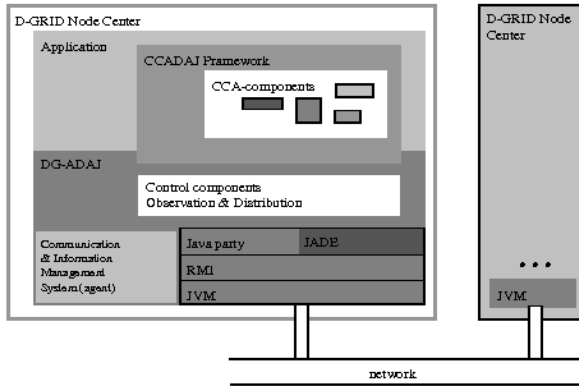 D-GRID Node Center
Application
CCADAJ Framework
CCA-components
DG-ADAJ
Control components
Observation & Distribution
Communication
& Information
Management
System(agent)
Java party
JADE
RMI
JVM
D-GRID Node
Center
...
JVM
network